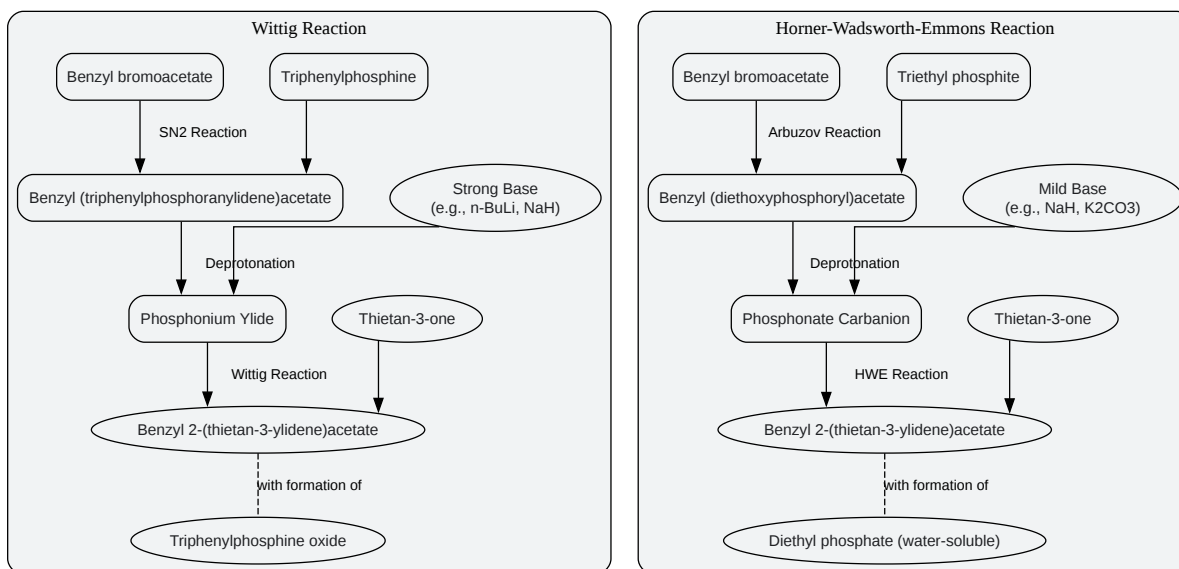 Wittig Reaction
Benzyl bromoacetate
Triphenylphosphine
SN2 Reaction
Benzyl (triphenylphosphoranylidene)acetate
Strong Base
(e.g., n-BuLi, NaH)
Deprotonation
Phosphonium Ylide
Thietan-3-one
Wittig Reaction
Benzyl 2-(thietan-3-ylidene)acetate
with formation of
Triphenylphosphine oxide
Horner-Wadsworth-Emmons Reaction
Benzyl bromoacetate
Triethyl phosphite
Arbuzov Reaction
Benzyl (diethoxyphosphoryl)acetate
Mild Base
(e.g., NaH, K2CO3)
Deprotonation
Phosphonate Carbanion
Thietan-3-one
HWE Reaction
Benzyl 2-(thietan-3-ylidene)acetate
with formation of
Diethyl phosphate (water-soluble)